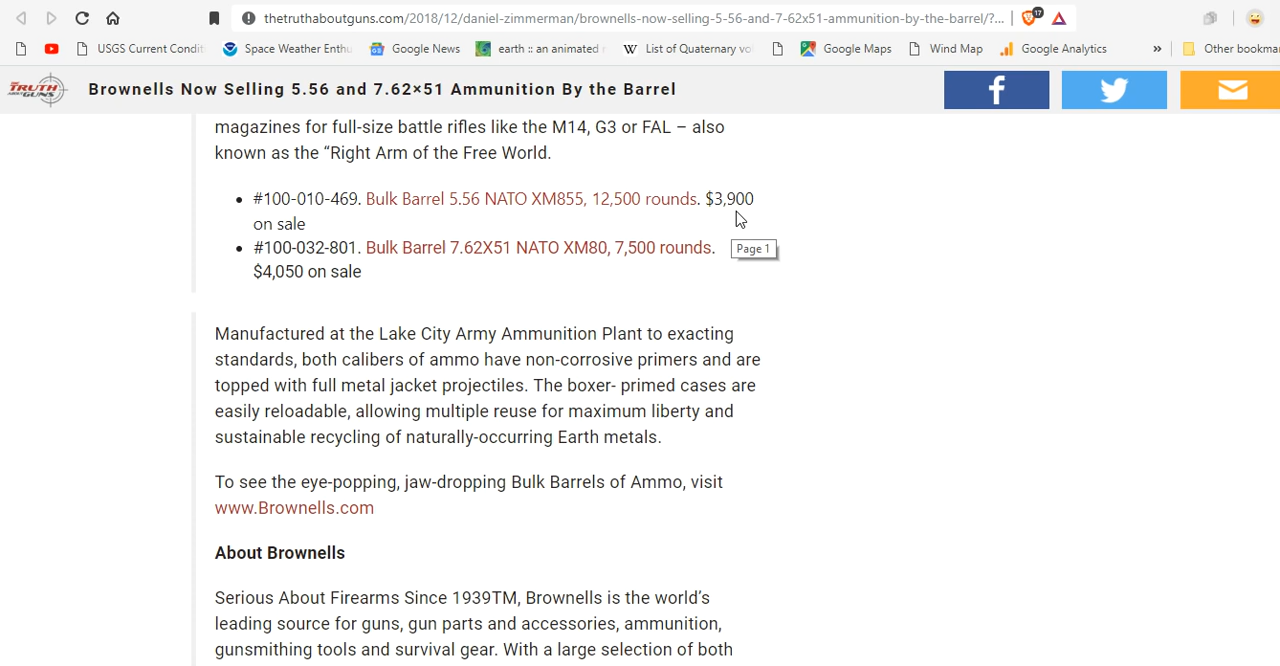 thetruthaboutguns.com/2018/12/daniel-zimmerman/brownells-now-selling-5-56-and-7-62x51-ammunition-by-the-barrel/?...
17
USGS Current Condit
Space Weather Enthu
Google News
earth :: an animated
W List of Quaternary vo
Google Maps
Wind Map
Google Analytics
»
Other bookma
THE TRUTH ABOUT GUNS
Brownells Now Selling 5.56 and 7.62×51 Ammunition By the Barrel
f
magazines for full-size battle rifles like the M14, G3 or FAL – also
known as the “Right Arm of the Free World.
• #100-010-469. Bulk Barrel 5.56 NATO XM855, 12,500 rounds. $3,900
on sale
• #100-032-801. Bulk Barrel 7.62X51 NATO XM80, 7,500 rounds.
Page 1
$4,050 on sale
Manufactured at the Lake City Army Ammunition Plant to exacting
standards, both calibers of ammo have non-corrosive primers and are
topped with full metal jacket projectiles. The boxer- primed cases are
easily reloadable, allowing multiple reuse for maximum liberty and
sustainable recycling of naturally-occurring Earth metals.
To see the eye-popping, jaw-dropping Bulk Barrels of Ammo, visit
www.Brownells.com
About Brownells
Serious About Firearms Since 1939TM, Brownells is the world’s
leading source for guns, gun parts and accessories, ammunition,
gunsmithing tools and survival gear. With a large selection of both